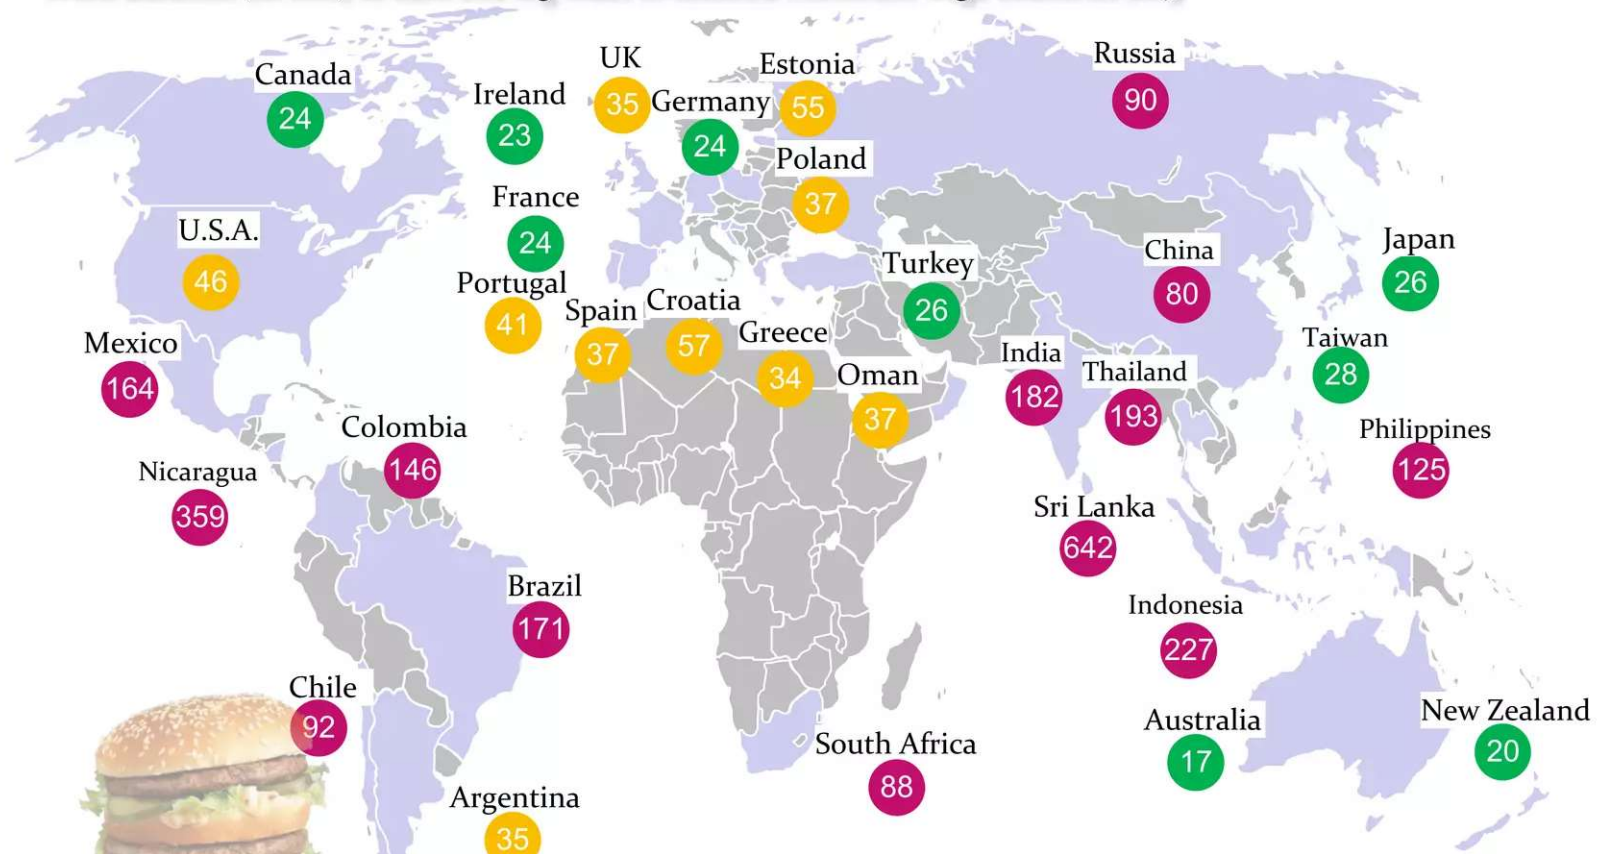 Canada
24
Ireland
23
UK
35
Germany
24
Estonia
55
Russia
90
Poland
37
U.S.A.
46
France
24
Portugal
41
Spain
37
Croatia
57
Greece
34
Turkey
26
Oman
37
China
80
Japan
26
Taiwan
28
India
182
Thailand
193
Philippines
125
Mexico
164
Colombia
146
Nicaragua
359
Sri Lanka
642
Brazil
171
Indonesia
227
Chile
92
South Africa
88
Australia
17
New Zealand
20
Argentina
35